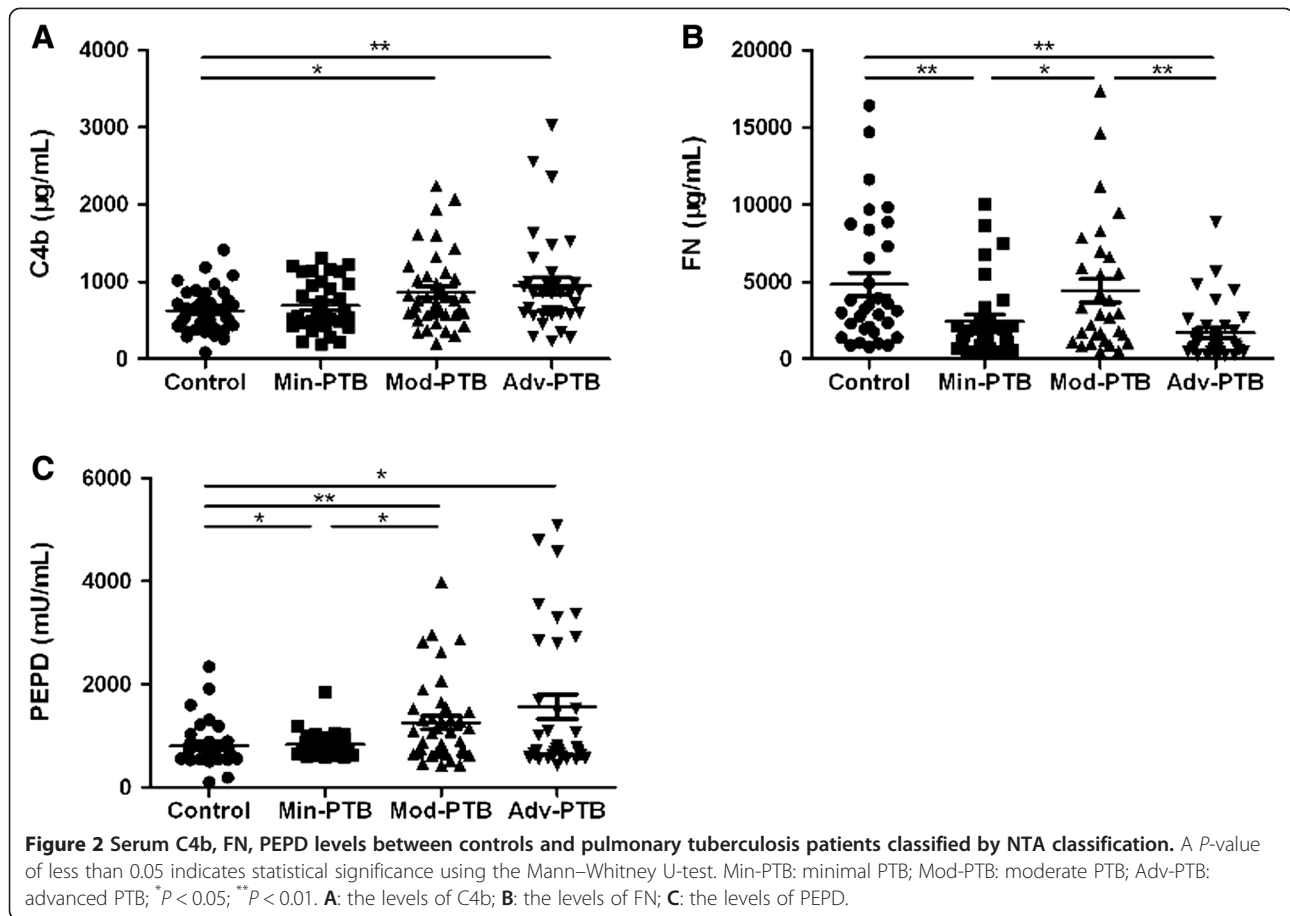 A
C4b (µg/mL)
4000
3000
2000
1000
0
**
*
Control Min-PTB Mod-PTB Adv-PTB
B
FN (µg/mL)
20000
15000
10000
5000
0
**
** * **
Control Min-PTB Mod-PTB Adv-PTB
C
PEPD (mU/mL)
6000
4000
2000
0
*
**
* *
Control Min-PTB Mod-PTB Adv-PTB
Figure 2 Serum C4b, FN, PEPD levels between controls and pulmonary tuberculosis patients classified by NTA classification. A P-value
of less than 0.05 indicates statistical significance using the Mann–Whitney U-test. Min-PTB: minimal PTB; Mod-PTB: moderate PTB; Adv-PTB:
advanced PTB; *P < 0.05; **P < 0.01. A: the levels of C4b; B: the levels of FN; C: the levels of PEPD.